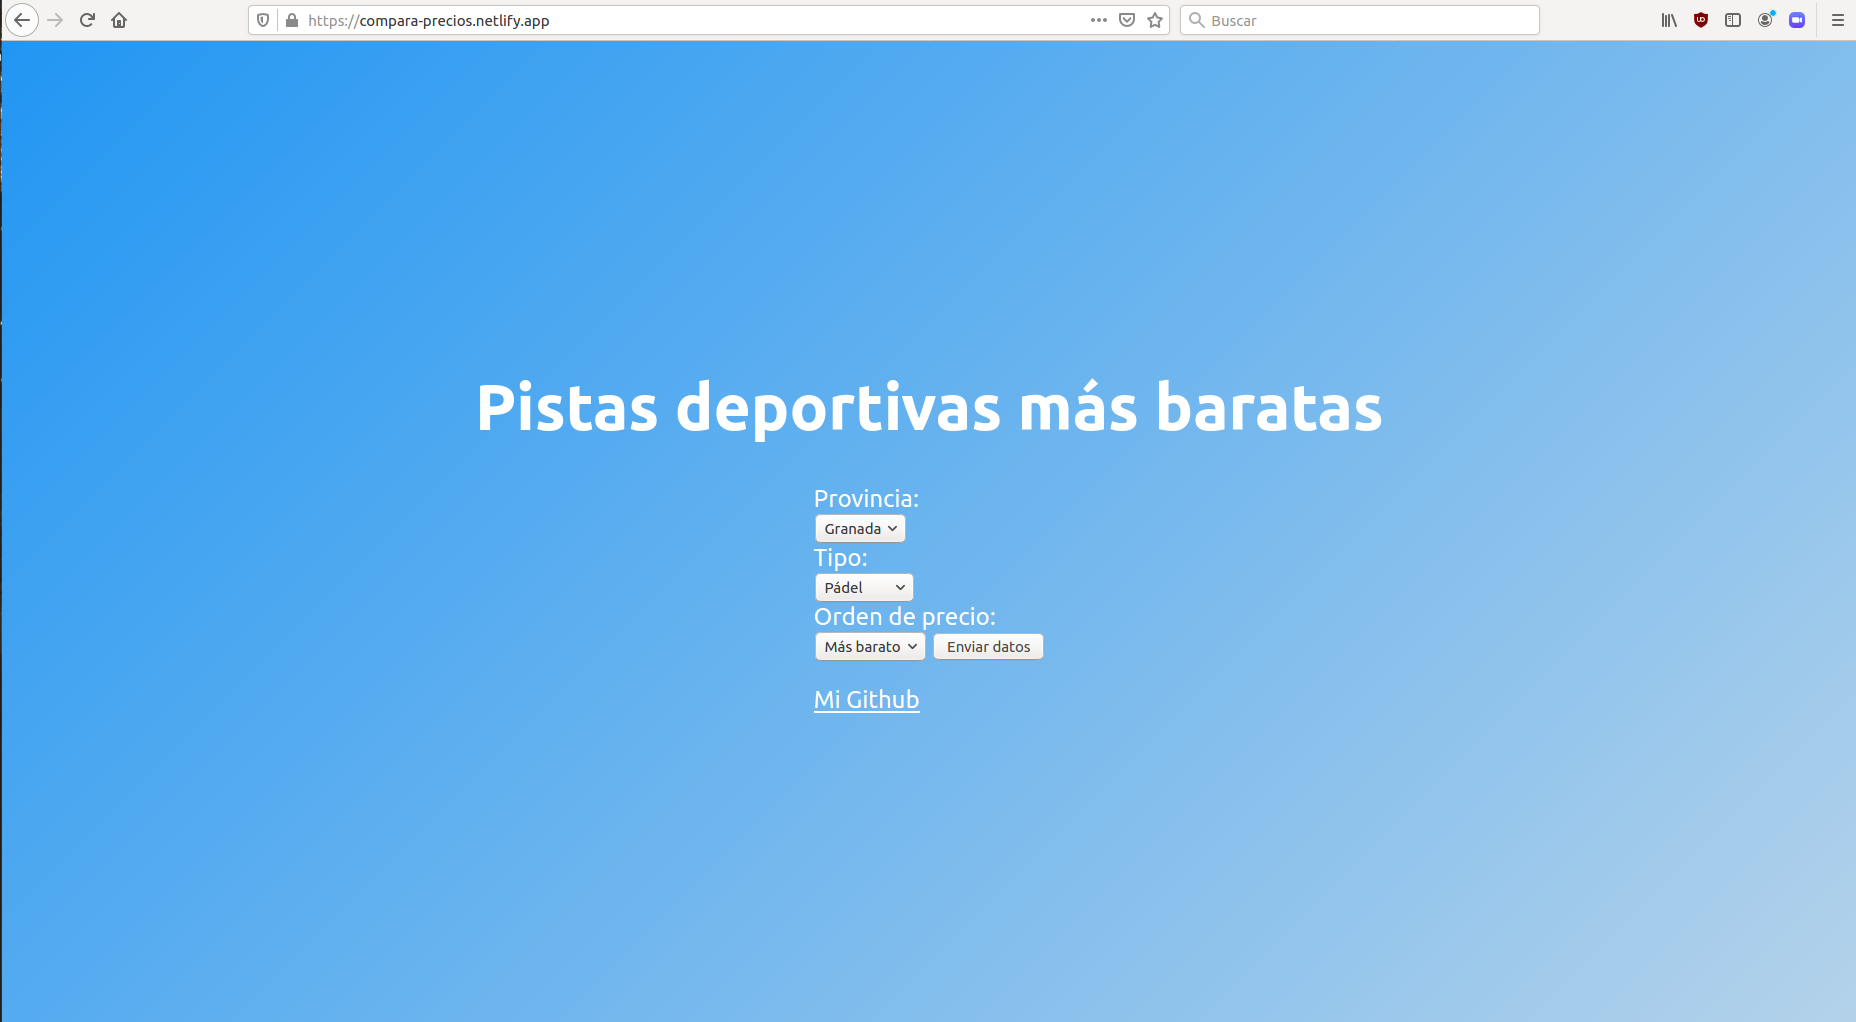 https://compara-precios.netlify.app
Buscar
Pistas deportivas más baratas
Provincia:
Granada
Tipo:
Pádel
Orden de precio:
Más barato Enviar datos
Mi Github